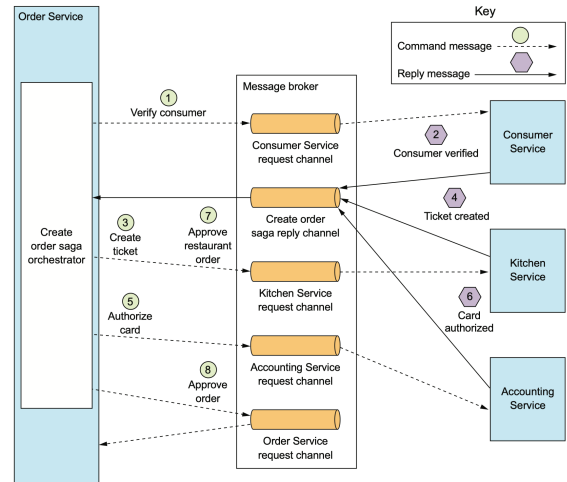 Order Service
Key
Command message
Reply message
Message broker
1
Verify consumer
Consumer Service
request channel
2
Consumer verified
Consumer
Service
Create
order saga
orchestrator
3
Create
ticket
7
Approve
restaurant
order
Create order
saga reply channel
4
Ticket created
Kitchen
Service
Kitchen Service
request channel
5
Authorize
card
6
Card
authorized
Accounting Service
request channel
Accounting
Service
8
Approve
order
Order Service
request channel